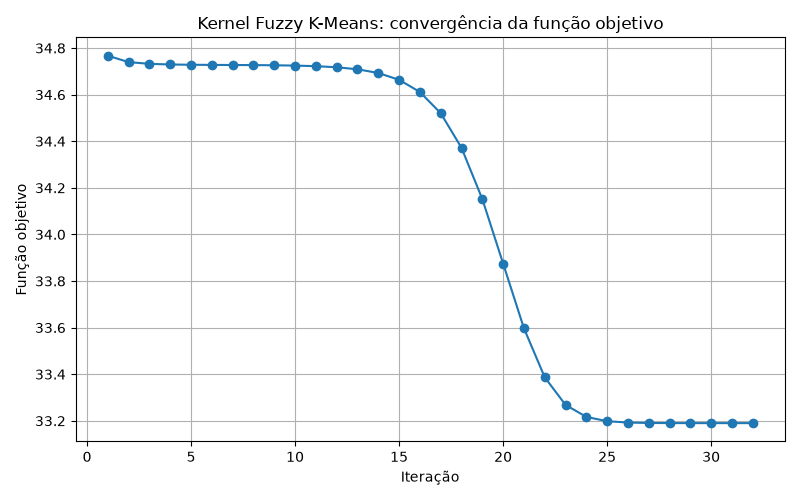 Kernel Fuzzy K-Means: convergência da função objetivo
34.8
34.6
34.4
34.2
34.0
33.8
33.6
33.4
33.2
Função objetivo
0 5 10 15 20 25 30
Iteração